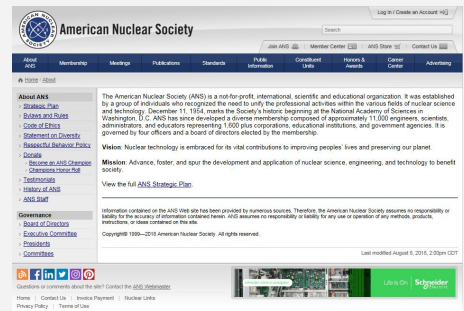 Log In / Create an Account
American Nuclear Society
Search
Join ANS | Member Center | ANS Store | Contact Us
About ANS
Membership
Meetings
Publications
Standards
Public Information
Constituent Units
Honors & Awards
Career Center
Advertising
Home / About
About ANS
Strategic Plan
Bylaws and Rules
Code of Ethics
Statement on Diversity
Respectful Behavior Policy
Donate
- Become an ANS Champion
- Champions Honor Roll
Testimonials
History of ANS
ANS Staff
Governance
Board of Directors
Executive Committee
Presidents
Committees
The American Nuclear Society (ANS) is a not-for-profit, international, scientific and educational organization. It was established
by a group of individuals who recognized the need to unify the professional activities within the various fields of nuclear science
and technology. December 11, 1954, marks the Society's historic beginning at the National Academy of Sciences in
Washington, D.C. ANS has since developed a diverse membership composed of approximately 11,000 engineers, scientists,
administrators, and educators representing 1,600 plus corporations, educational institutions, and government agencies. It is
governed by four officers and a board of directors elected by the membership.
Vision: Nuclear technology is embraced for its vital contributions to improving peoples' lives and preserving our planet.
Mission: Advance, foster, and spur the development and application of nuclear science, engineering, and technology to benefit
society.
View the full ANS Strategic Plan.
Information contained on the ANS Web site has been provided by numerous sources. Therefore, the American Nuclear Society assumes no responsibility or
liability for the accuracy of information contained herein. ANS assumes no responsibility or liability for any use or operation of any methods, products,
instructions, or ideas contained on this site.
Copyright© 1999—2018 American Nuclear Society. All rights reserved.
Last modified August 6, 2018, 2:00pm CDT
Questions or comments about the site? Contact the ANS Webmaster.
Home | Contact Us | Invoice Payment | Nuclear Links
Privacy Policy | Terms of Use
Life Is On | Schneider Electric